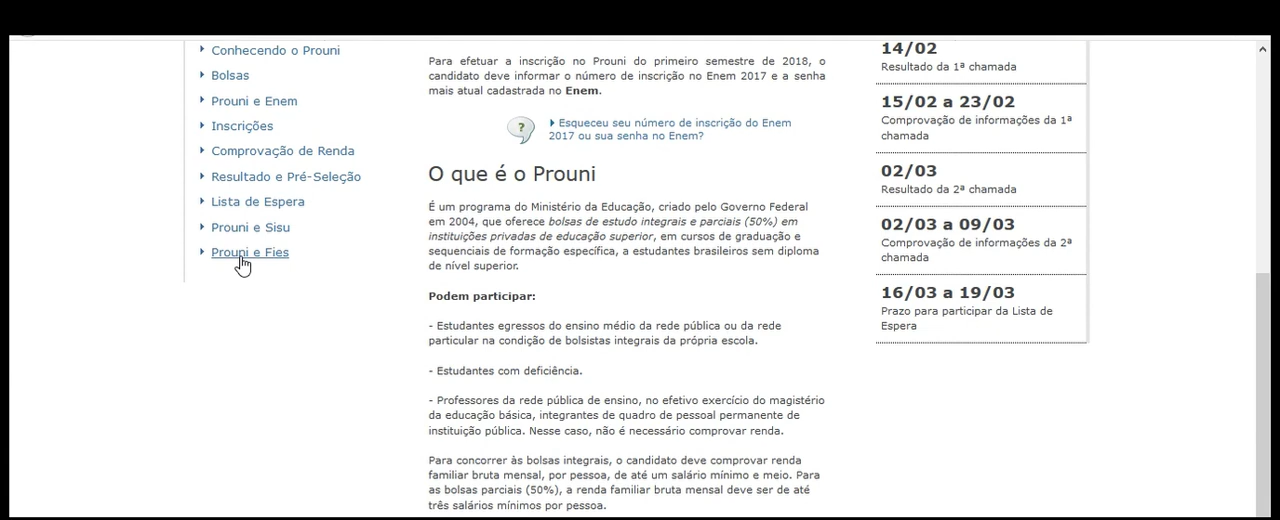 Conhecendo o Prouni
Bolsas
Prouni e Enem
Inscrições
Comprovação de Renda
Resultado e Pré-Seleção
Lista de Espera
Prouni e Sisu
Prouni e Fies
Para efetuar a inscrição no Prouni do primeiro semestre de 2018, o
candidato deve informar o número de inscrição no Enem 2017 e a senha
mais atual cadastrada no Enem.
?
Esqueceu seu número de inscrição do Enem
2017 ou sua senha no Enem?
O que é o Prouni
É um programa do Ministério da Educação, criado pelo Governo Federal
em 2004, que oferece bolsas de estudo integrais e parciais (50%) em
instituições privadas de educação superior, em cursos de graduação e
sequenciais de formação específica, a estudantes brasileiros sem diploma
de nível superior.
Podem participar:
- Estudantes egressos do ensino médio da rede pública ou da rede
particular na condição de bolsistas integrais da própria escola.
- Estudantes com deficiência.
- Professores da rede pública de ensino, no efetivo exercício do magistério
da educação básica, integrantes de quadro de pessoal permanente de
instituição pública. Nesse caso, não é necessário comprovar renda.
Para concorrer às bolsas integrais, o candidato deve comprovar renda
familiar bruta mensal, por pessoa, de até um salário mínimo e meio. Para
as bolsas parciais (50%), a renda familiar bruta mensal deve ser de até
três salários mínimos por pessoa.
14/02
Resultado da 1ª chamada
15/02 a 23/02
Comprovação de informações da 1ª
chamada
02/03
Resultado da 2ª chamada
02/03 a 09/03
Comprovação de informações da 2ª
chamada
16/03 a 19/03
Prazo para participar da Lista de
Espera